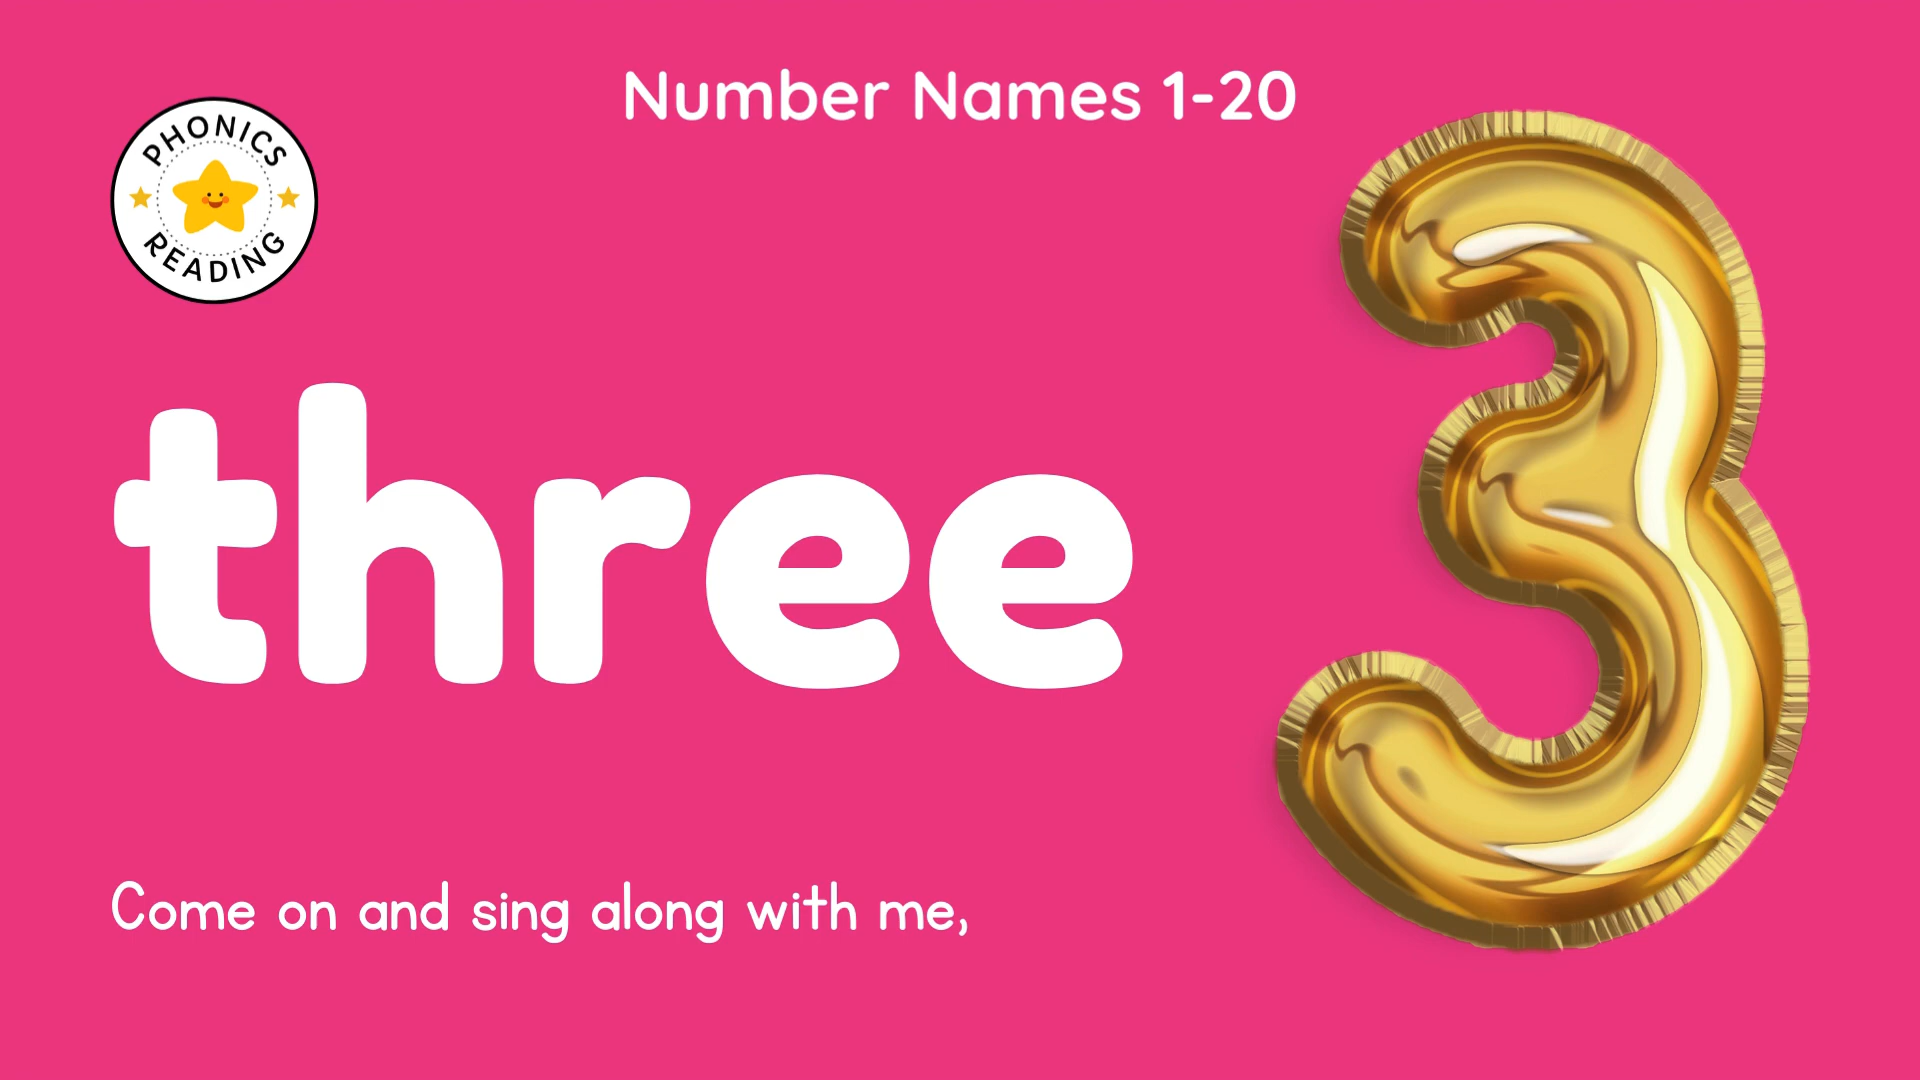 Number Names 1-20
PHONICS
READING
three
3
Come on and sing along with me,